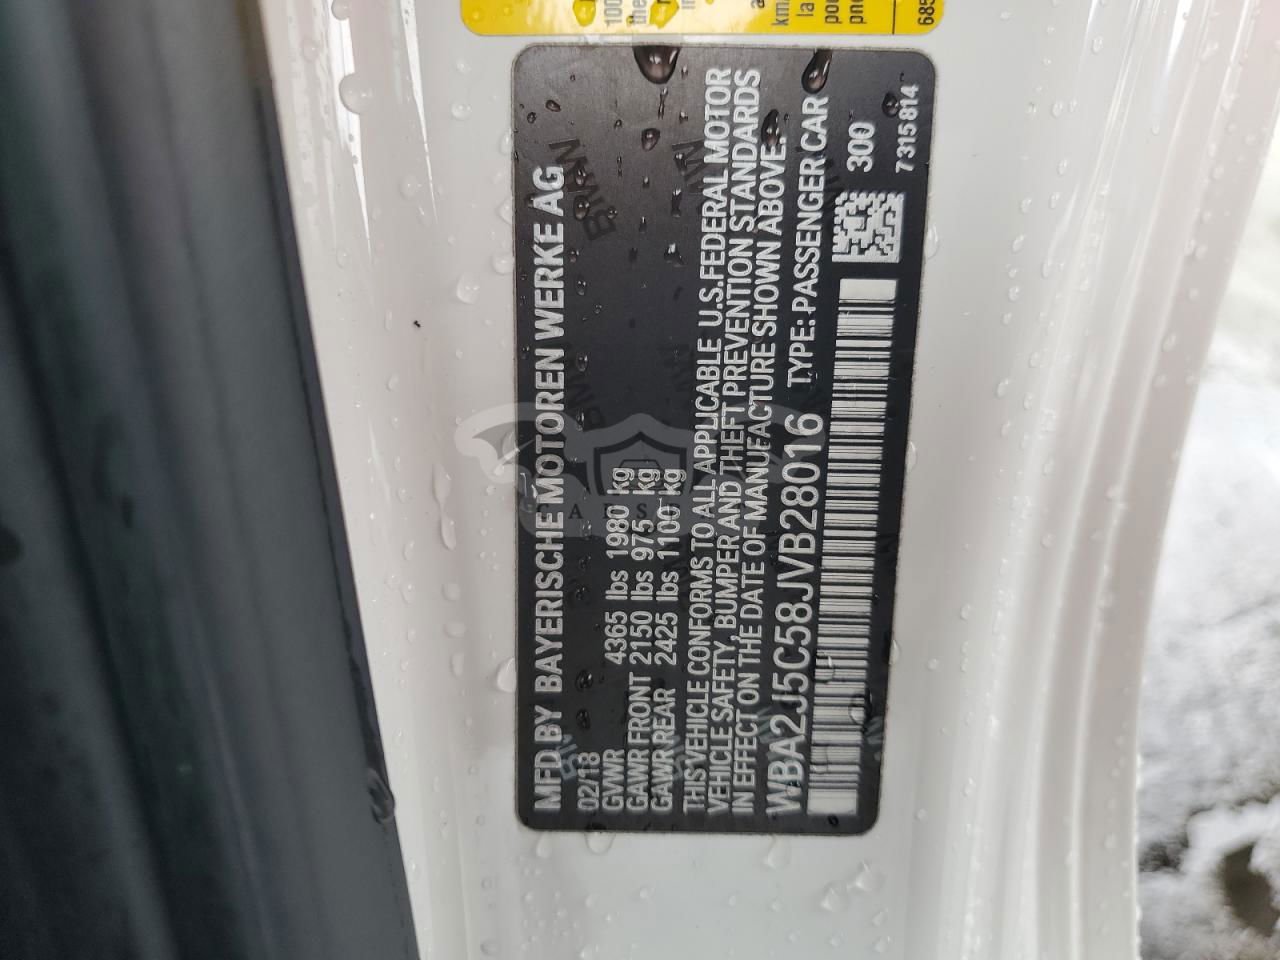 MFD BY BAYERISCHE MOTOREN WERKE AG
02/18
GVWR 4365 lbs 1980 kg
GAWR FRONT 2150 lbs 975 kg
GAWR REAR 2425 lbs 1100 kg
THIS VEHICLE CONFORMS TO ALL APPLICABLE U.S. FEDERAL MOTOR
VEHICLE SAFETY, BUMPER AND THEFT PREVENTION STANDARDS
IN EFFECT ON THE DATE OF MANUFACTURE SHOWN ABOVE.
WBA2J5C58JVB28016 TYPE: PASSENGER CAR
300
7315814
BMW
BMW